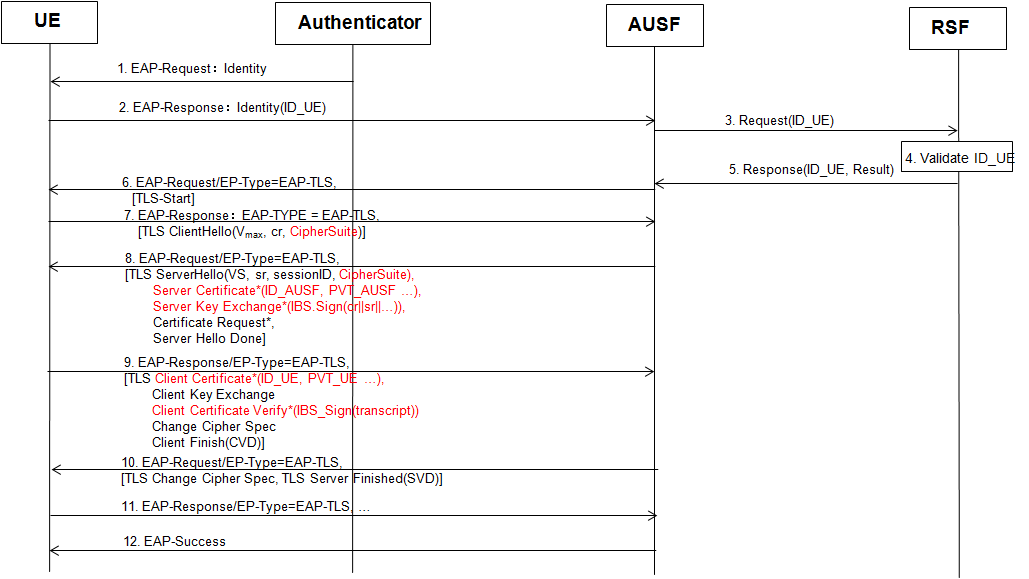 UE
Authenticator
AUSF
RSF
1. EAP-Request：Identity
2. EAP-Response：Identity(ID_UE)
3. Request(ID_UE)
4. Validate ID_UE
5. Response(ID_UE, Result)
6. EAP-Request/EP-Type=EAP-TLS,
[TLS-Start]
7. EAP-Response：EAP-TYPE = EAP-TLS,
[TLS ClientHello(Vmax, cr, CipherSuite)]
8. EAP-Request/EP-Type=EAP-TLS,
[TLS ServerHello(VS, sr, sessionID, CipherSuite),
Server Certificate*(ID_AUSF, PVT_AUSF ...),
Server Key Exchange*(IBS.Sign(cr||sr||...)),
Certificate Request*,
Server Hello Done]
9. EAP-Response/EP-Type=EAP-TLS,
[TLS Client Certificate*(ID_UE, PVT_UE ...),
Client Key Exchange
Client Certificate Verify*(IBS_Sign(transcript))
Change Cipher Spec
Client Finish(CVD)]
10. EAP-Request/EP-Type=EAP-TLS,
[TLS Change Cipher Spec, TLS Server Finished(SVD)]
11. EAP-Response/EP-Type=EAP-TLS, ...
12. EAP-Success